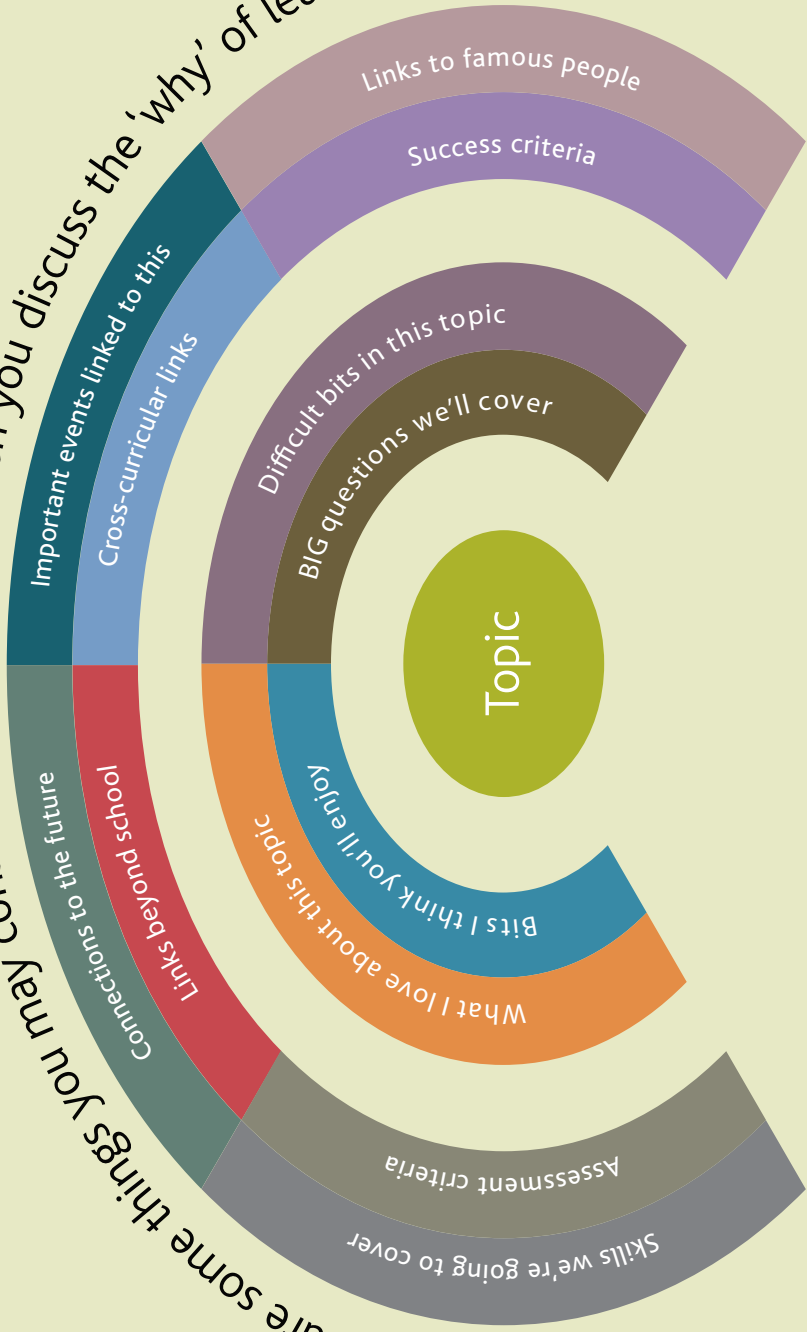 are some things you may
you discuss the ‘why’ of
Skills we’re going to cover
Connections to the future
Important events linked to this
Links to famous people
Assessment criteria
Links beyond school
Cross-curricular links
Success criteria
What I love about this topic
Difficult bits in this topic
Bits I think you’ll enjoy
BIG questions we’ll cover
Topic